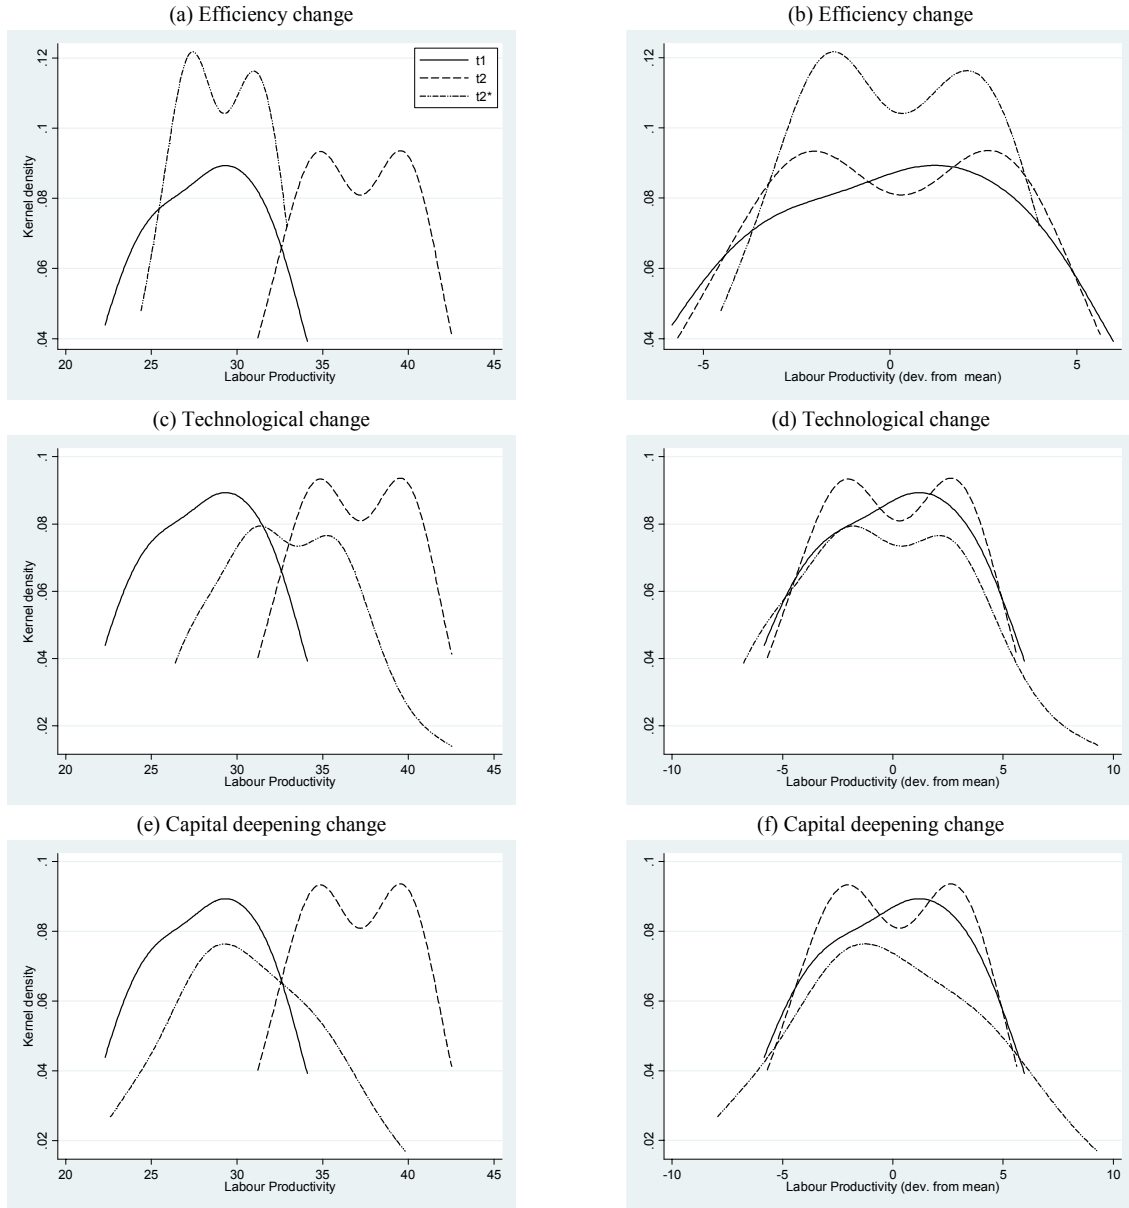 (a) Efficiency change
(b) Efficiency change
.12
.1
.08
.06
.04
Kernel density
t1
t2
t2*
20 25 30 35 40 45
Labour Productivity
.12
.1
.08
.06
.04
-5 0 5
Labour Productivity (dev. from mean)
(c) Technological change
(d) Technological change
.1
.08
.06
.04
.02
Kernel density
20 25 30 35 40 45
Labour Productivity
.1
.08
.06
.04
.02
-10 -5 0 5 10
Labour Productivity (dev. from mean)
(e) Capital deepening change
(f) Capital deepening change
.1
.08
.06
.04
.02
Kernel density
20 25 30 35 40 45
Labour Productivity
.1
.08
.06
.04
.02
-10 -5 0 5 10
Labour Productivity (dev. from mean)